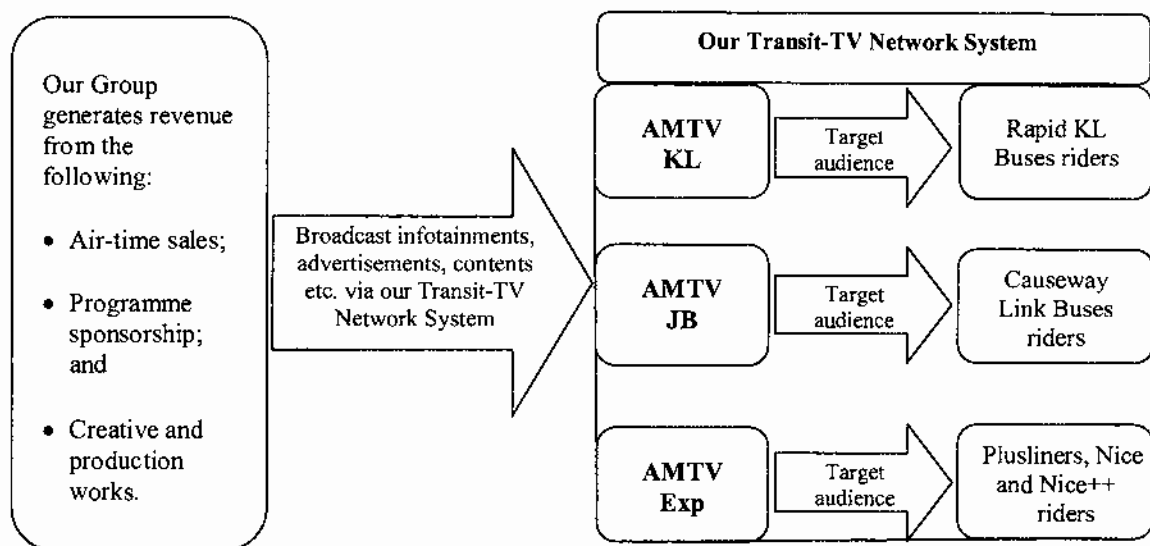 Our Group
generates revenue
from the
following:
• Air-time sales;
• Programme
sponsorship;
and
• Creative and
production
works.
Broadcast infotainments,
advertisements, contents
etc. via our Transit-TV
Network System
Our Transit-TV Network System
AMTV
KL
Target
audience
Rapid KL
Buses riders
AMTV
JB
Target
audience
Causeway
Link Buses
riders
AMTV
Exp
Target
audience
Plusliners, Nice
and Nice++
riders